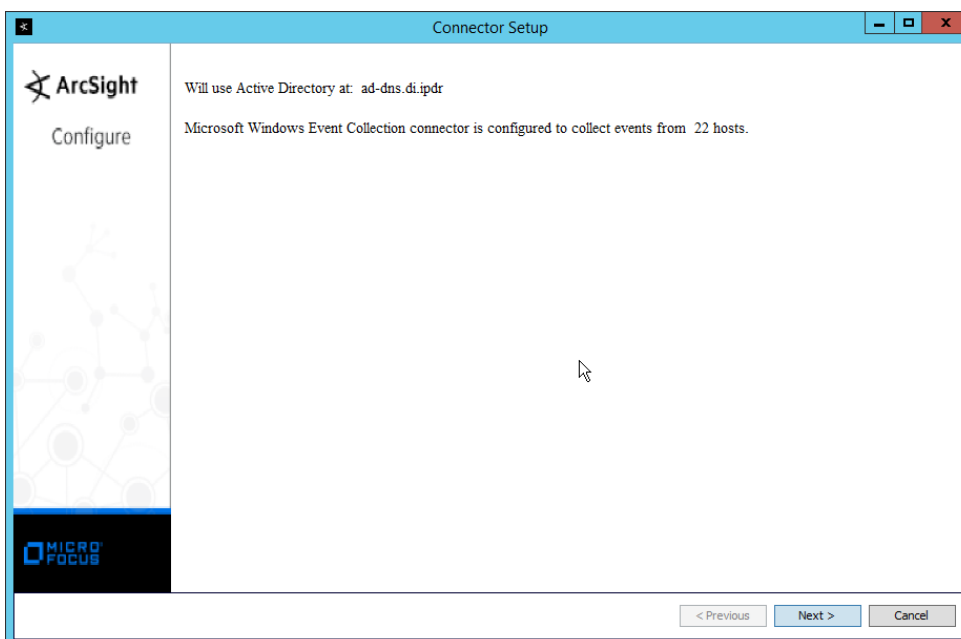 Connector Setup
ArcSight
Configure
Will use Active Directory at: ad-dns.di.ipdr
Microsoft Windows Event Collection connector is configured to collect events from 22 hosts.
MICRO
FOCUS
< Previous
Next >
Cancel